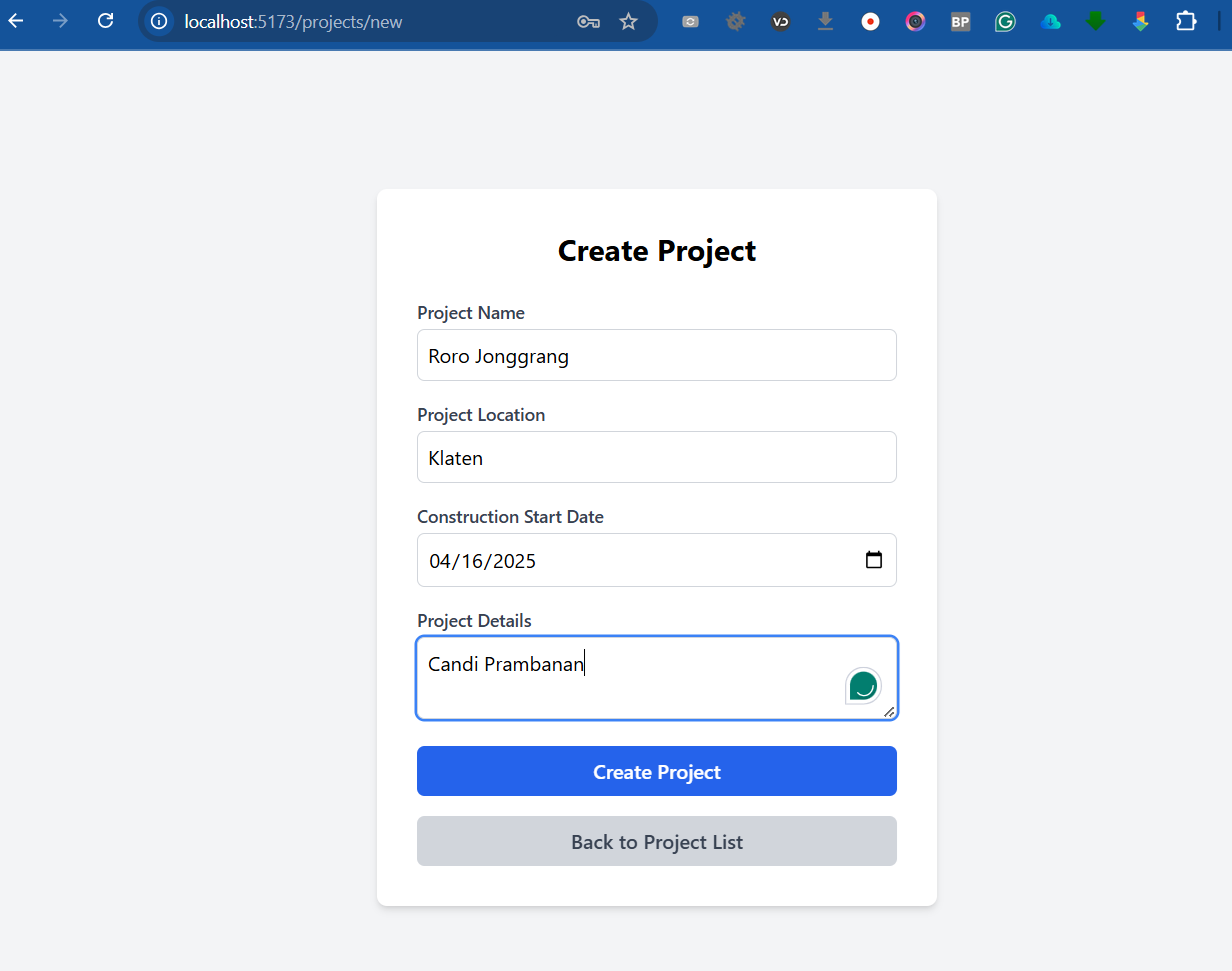 localhost:5173/projects/new
VD
BP
Create Project
Project Name
Roro Jonggrang
Project Location
Klaten
Construction Start Date
04/16/2025
Project Details
Candi Prambanan
Create Project
Back to Project List